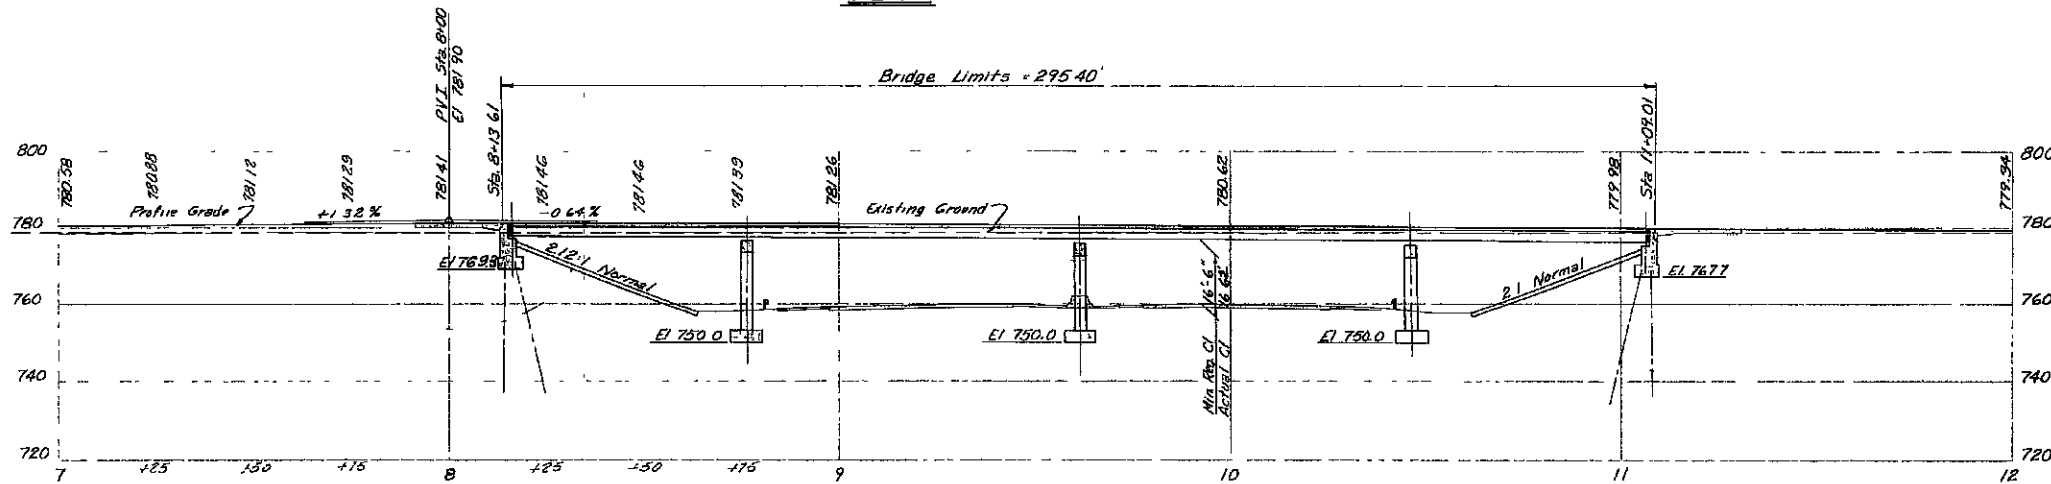 PVI Sta. 8+00
El 781 90
Bridge Limits = 295 40'
Sta. 8+13 61
Sta 11+09.01
800
780.58
780.88
781 12
781 29
781 41
781 46
781 46
781 39
781 26
780.62
779.98
779.34
800
Profile Grade
+1 32 %
-0 64 %
Existing Ground
780
780
El 769.3
2.12:1 Normal
2 1 Normal
El 767 7
760
760
El 750 0
El 750.0
El 750.0
Min Req Cl 16'-6"
Actual Cl 16 62'
740
740
720
720
7
+25
+50
+75
8
+25
+50
+75
9
10
11
12